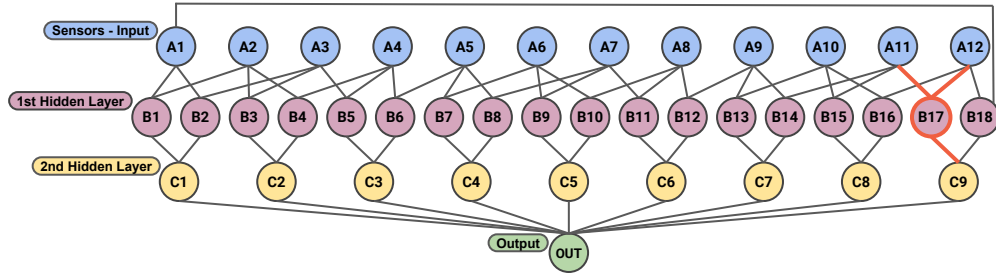 Sensors - Input
A1 A2 A3 A4 A5 A6 A7 A8 A9 A10 A11 A12
1st Hidden Layer
B1 B2 B3 B4 B5 B6 B7 B8 B9 B10 B11 B12 B13 B14 B15 B16 B17 B18
2nd Hidden Layer
C1 C2 C3 C4 C5 C6 C7 C8 C9
Output
OUT